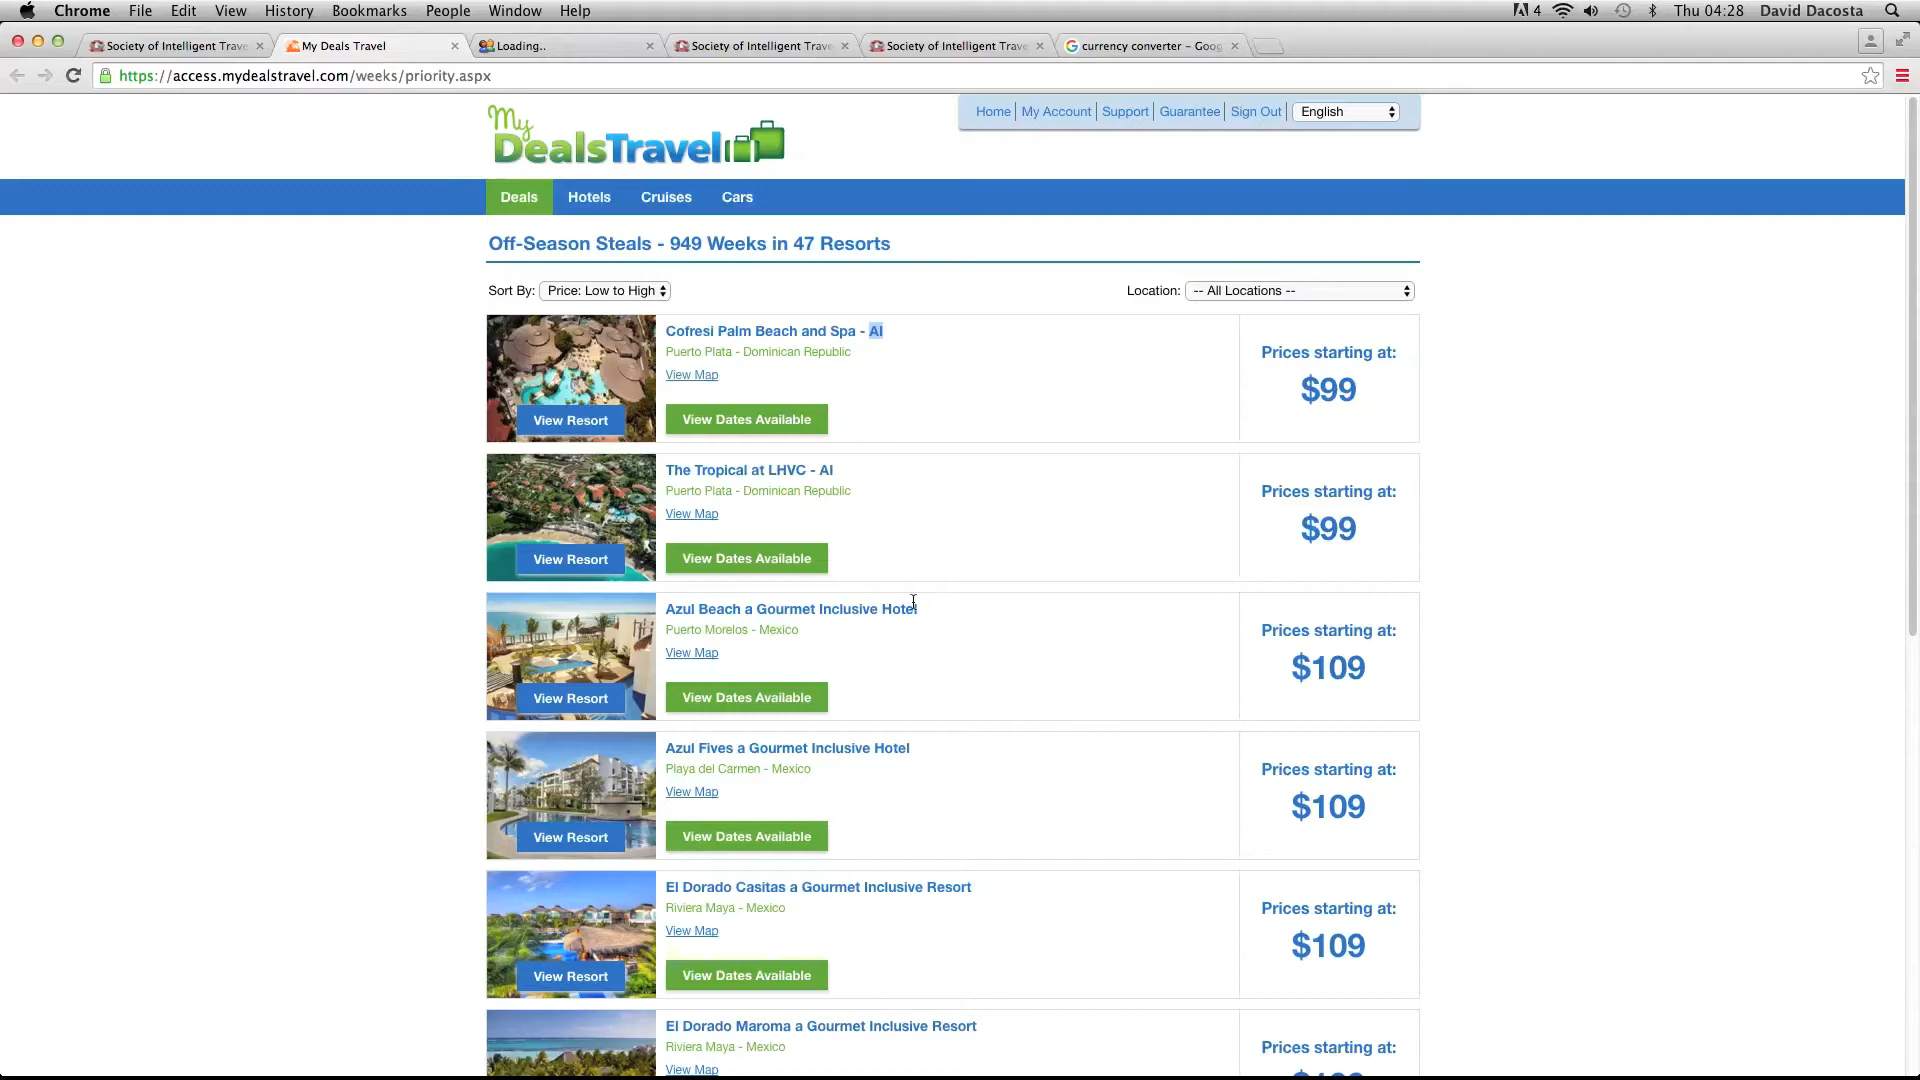 Chrome File Edit View History Bookmarks People Window Help 4 Thu 04:28 David Dacosta
Society of Intelligent Trave My Deals Travel Loading.. Society of Intelligent Trave Society of Intelligent Trave currency converter - Goog
https://access.mydealstravel.com/weeks/priority.aspx
My DealsTravel
Home My Account Support Guarantee Sign Out English
Deals Hotels Cruises Cars
Off-Season Steals - 949 Weeks in 47 Resorts
Sort By: Price: Low to High Location: -- All Locations --
Cofresi Palm Beach and Spa - AI
Puerto Plata - Dominican Republic
View Map
View Resort
View Dates Available
Prices starting at:
$99
The Tropical at LHVC - AI
Puerto Plata - Dominican Republic
View Map
View Resort
View Dates Available
Prices starting at:
$99
Azul Beach a Gourmet Inclusive Hotel
Puerto Morelos - Mexico
View Map
View Resort
View Dates Available
Prices starting at:
$109
Azul Fives a Gourmet Inclusive Hotel
Playa del Carmen - Mexico
View Map
View Resort
View Dates Available
Prices starting at:
$109
El Dorado Casitas a Gourmet Inclusive Resort
Riviera Maya - Mexico
View Map
View Resort
View Dates Available
Prices starting at:
$109
El Dorado Maroma a Gourmet Inclusive Resort
Riviera Maya - Mexico
View Map
Prices starting at: